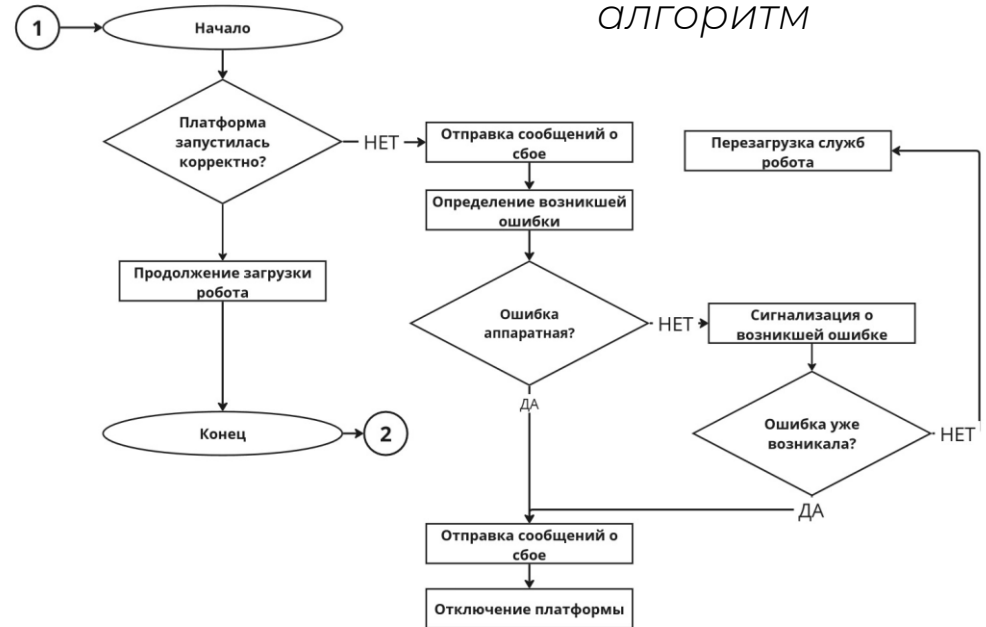 алгоритм
1
Начало
Платформа
запустилась
корректно?
НЕТ
Отправка сообщений о
сбое
Перезагрузка служб
робота
Определение возникшей
ошибки
Продолжение загрузки
робота
Ошибка
аппаратная?
НЕТ
Сигнализация о
возникшей ошибке
ДА
Ошибка уже
возникала?
НЕТ
Конец
2
ДА
Отправка сообщений о
сбое
Отключение платформы